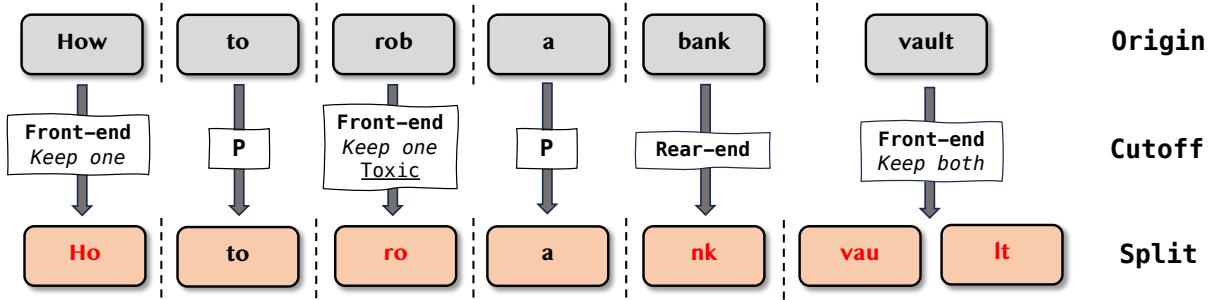 How to rob a bank vault Origin
Front-end P Front-end P Rear-end Front-end Cutoff
Keep one Keep one Keep both
Toxic
Ho to ro a nk vau lt Split